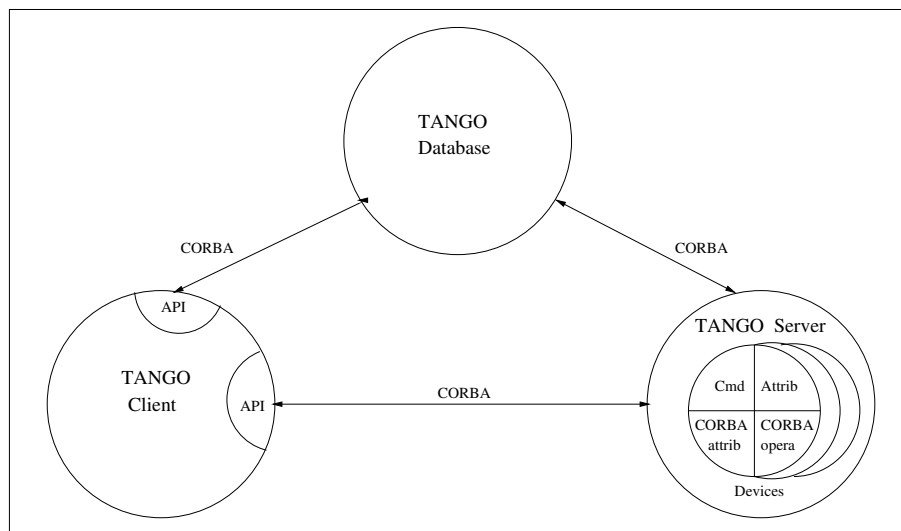 TANGO
Database
CORBA
CORBA
API
TANGO
Client
API
CORBA
TANGO Server
Cmd
Attrib
CORBA
attrib
CORBA
opera
Devices